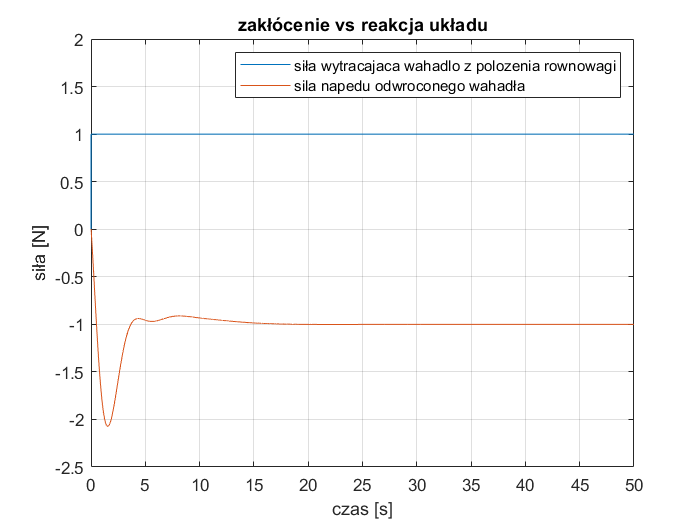 zakłócenie vs reakcja układu
siła wytracajaca wahadlo z polozenia rownowagi
sila napedu odwroconego wahadła
2
1.5
1
0.5
0
-0.5
-1
-1.5
-2
-2.5
siła [N]
0 5 10 15 20 25 30 35 40 45 50
czas [s]